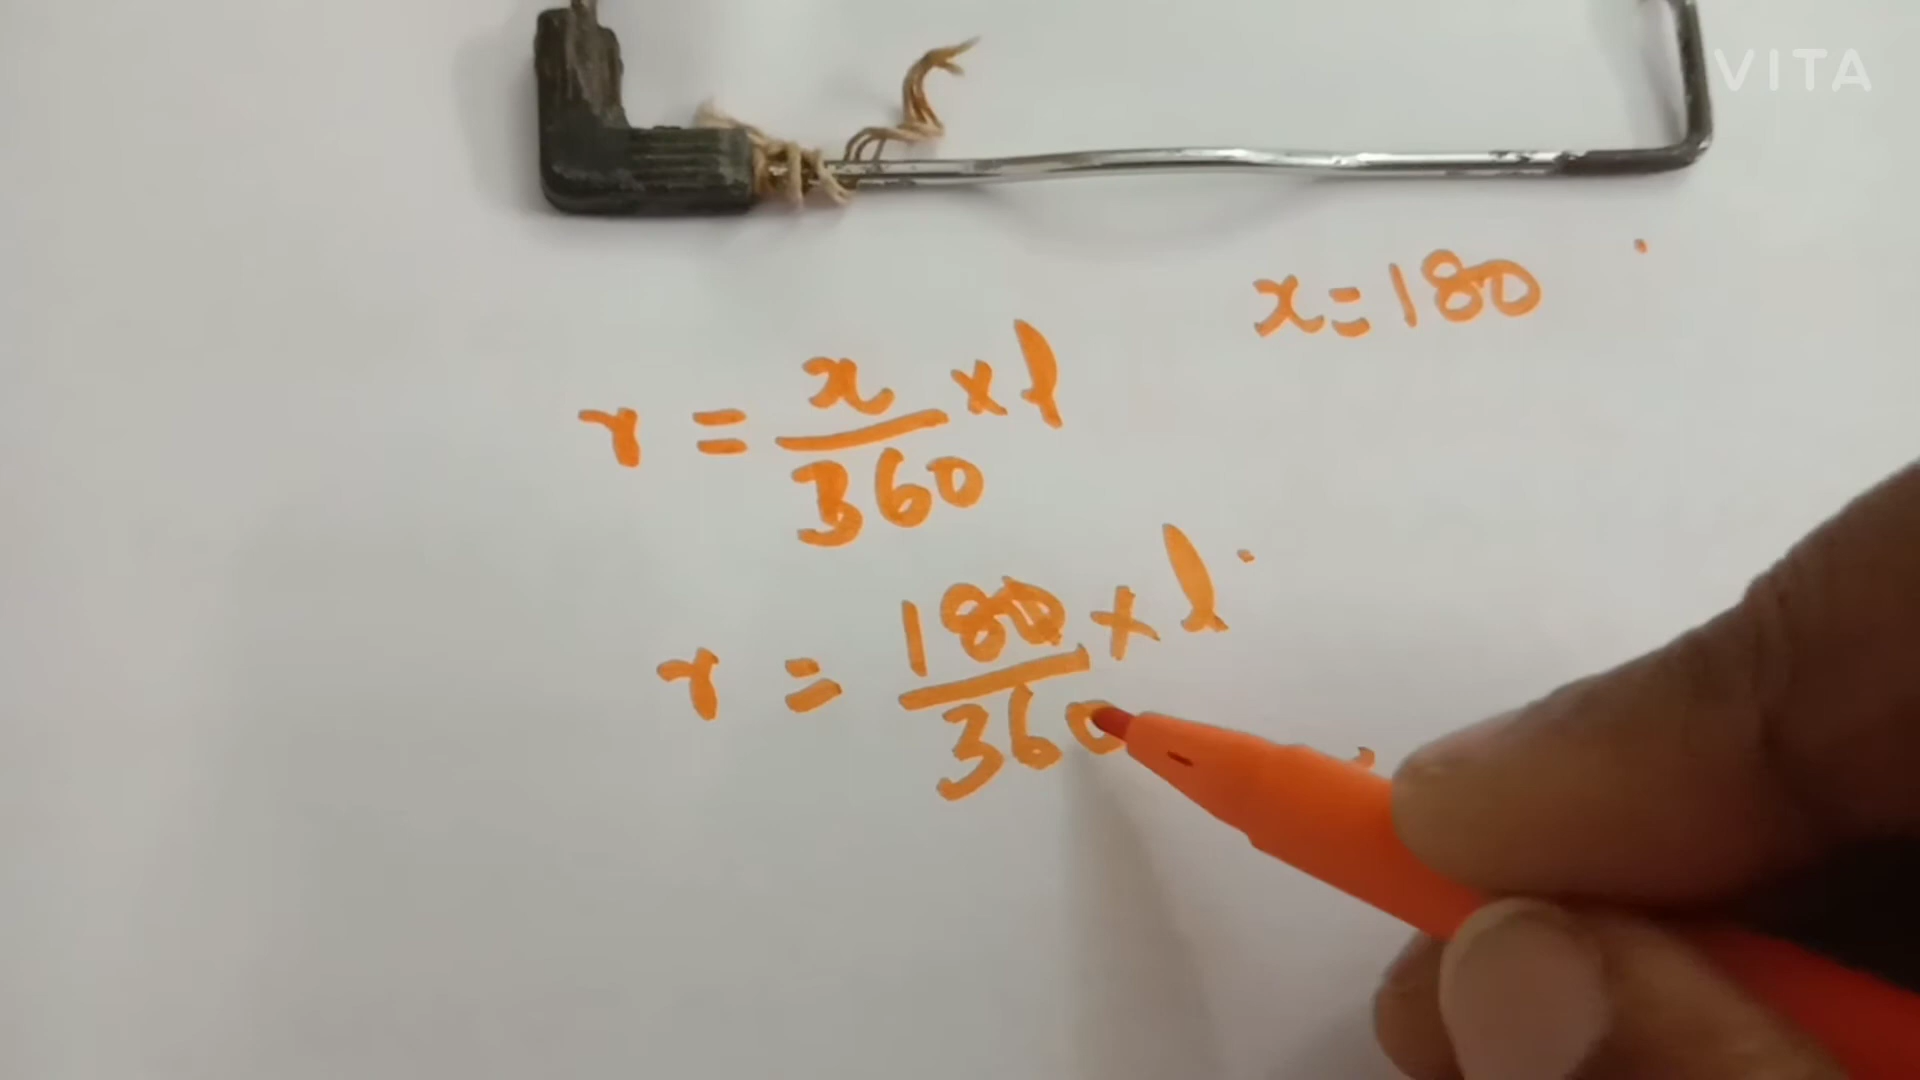 VITA
x=180
r = x/360 × l
r = 180/360 × l